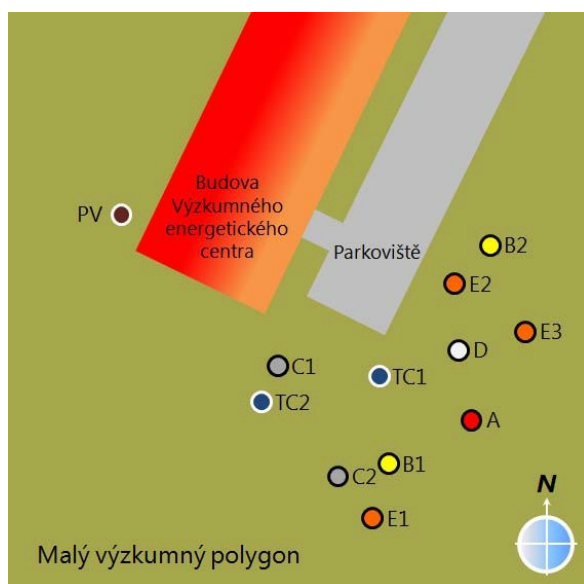 Budova
Výzkumného
energetického
centra
PV
Parkoviště
B2
E2
E3
D
C1
TC1
TC2
A
B1
C2
E1
N
Malý výzkumný polygon